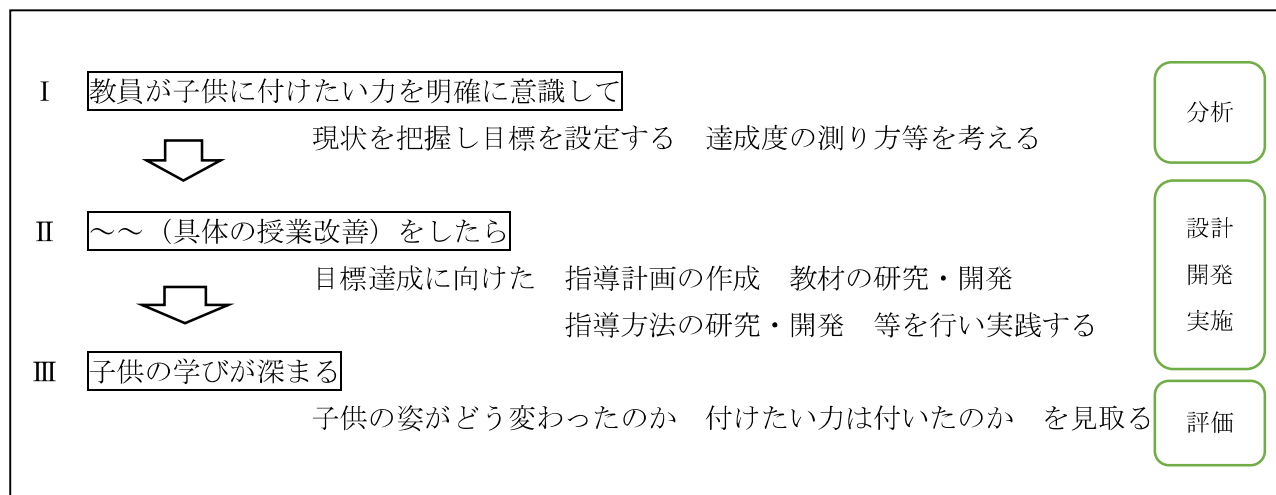 Ⅰ 教員が子供に付けたい力を明確に意識して
現状を把握し目標を設定する　達成度の測り方等を考える
分析
Ⅱ ～～（具体の授業改善）をしたら
目標達成に向けた　指導計画の作成　教材の研究・開発
指導方法の研究・開発　等を行い実践する
設計
開発
実施
Ⅲ 子供の学びが深まる
子供の姿がどう変わったのか　付けたい力は付いたのか　を見取る
評価